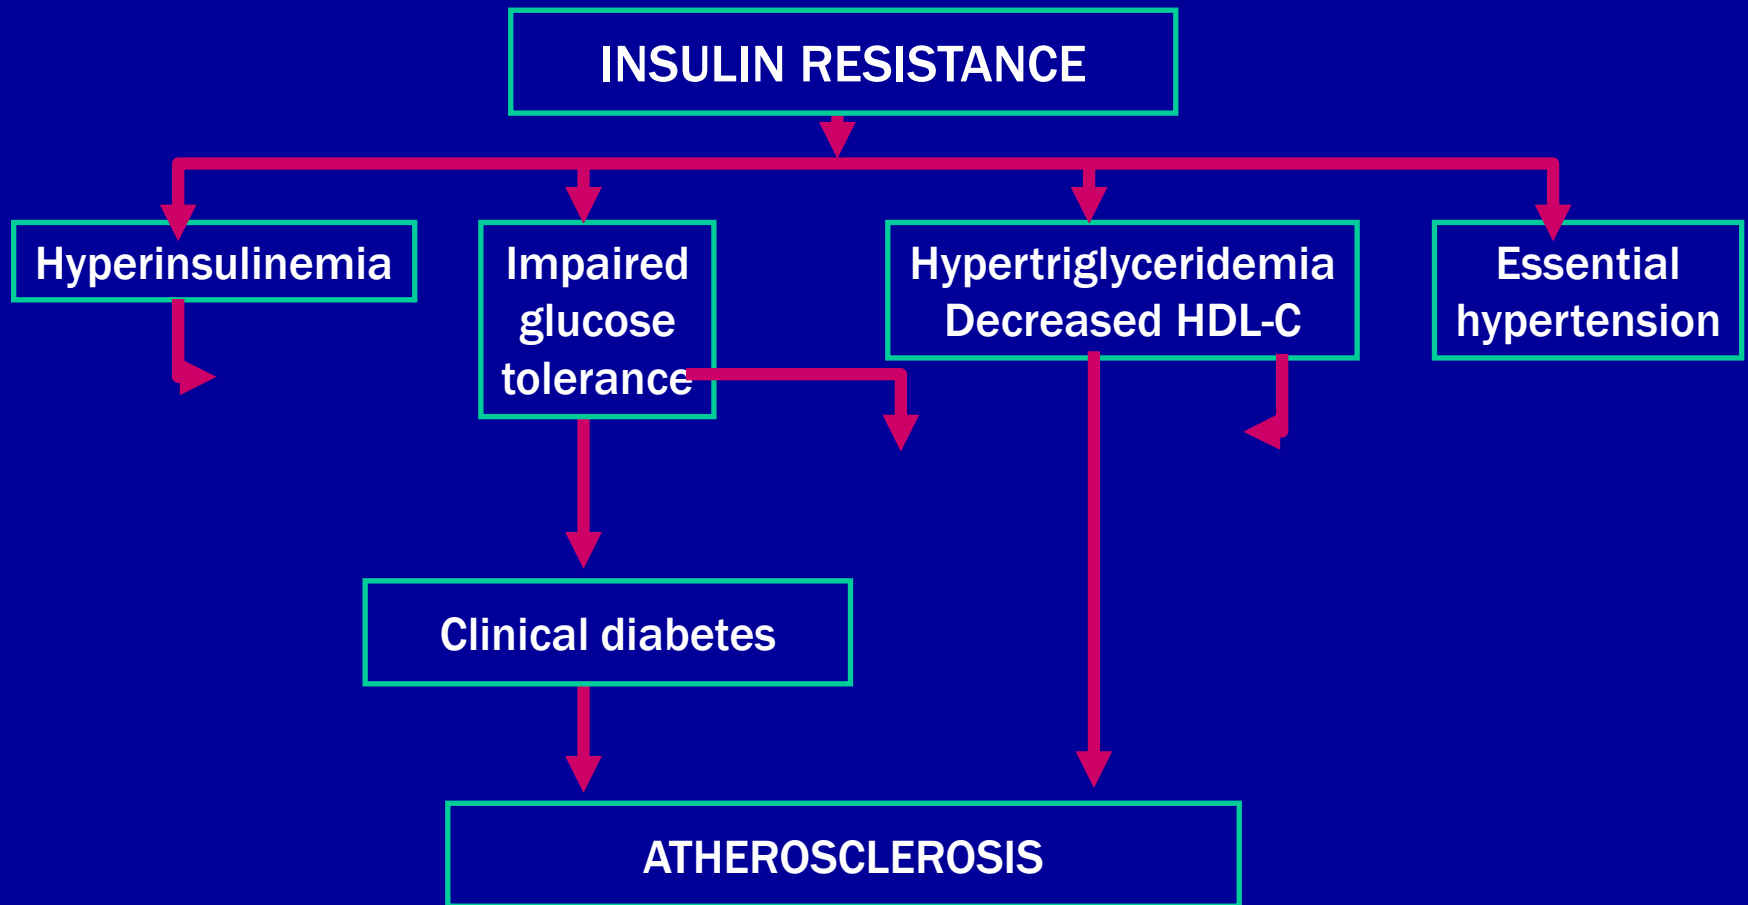 INSULIN RESISTANCE
Hyperinsulinemia
Impaired
glucose
tolerance
Hypertriglyceridemia
Decreased HDL-C
Essential
hypertension
Clinical diabetes
ATHEROSCLEROSIS